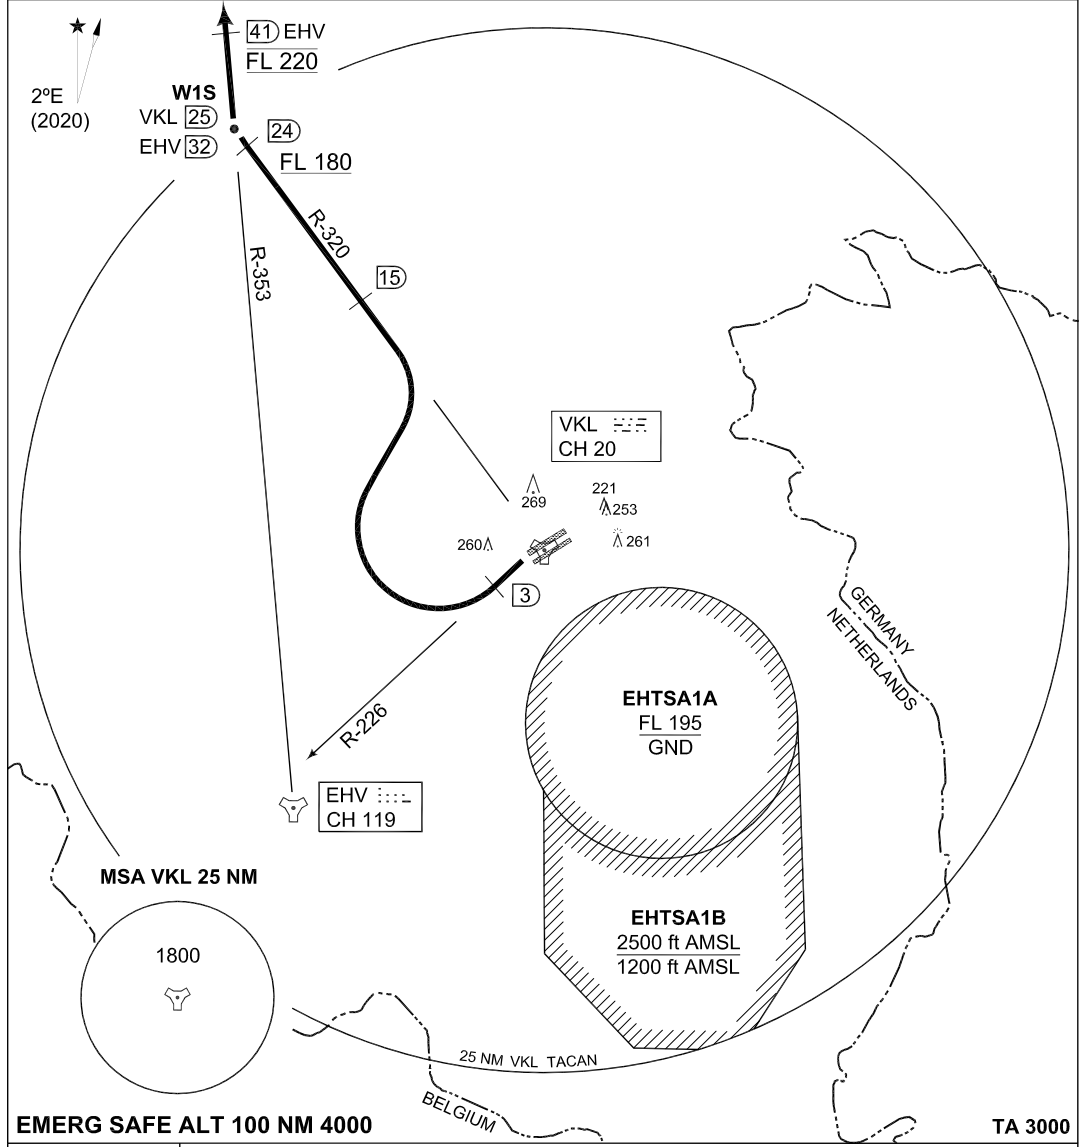 41 EHV
FL 220
2ºE
(2020)
W1S
VKL 25
EHV 32
24
FL 180
R-320
R-353
15
VKL
CH 20
269
221
253
260
261
3
GERMANY
NETHERLANDS
EHTSA1A
FL 195
GND
R-226
EHV
CH 119
MSA VKL 25 NM
1800
EHTSA1B
2500 ft AMSL
1200 ft AMSL
25 NM VKL TACAN
BELGIUM
EMERG SAFE ALT 100 NM 4000
TA 3000